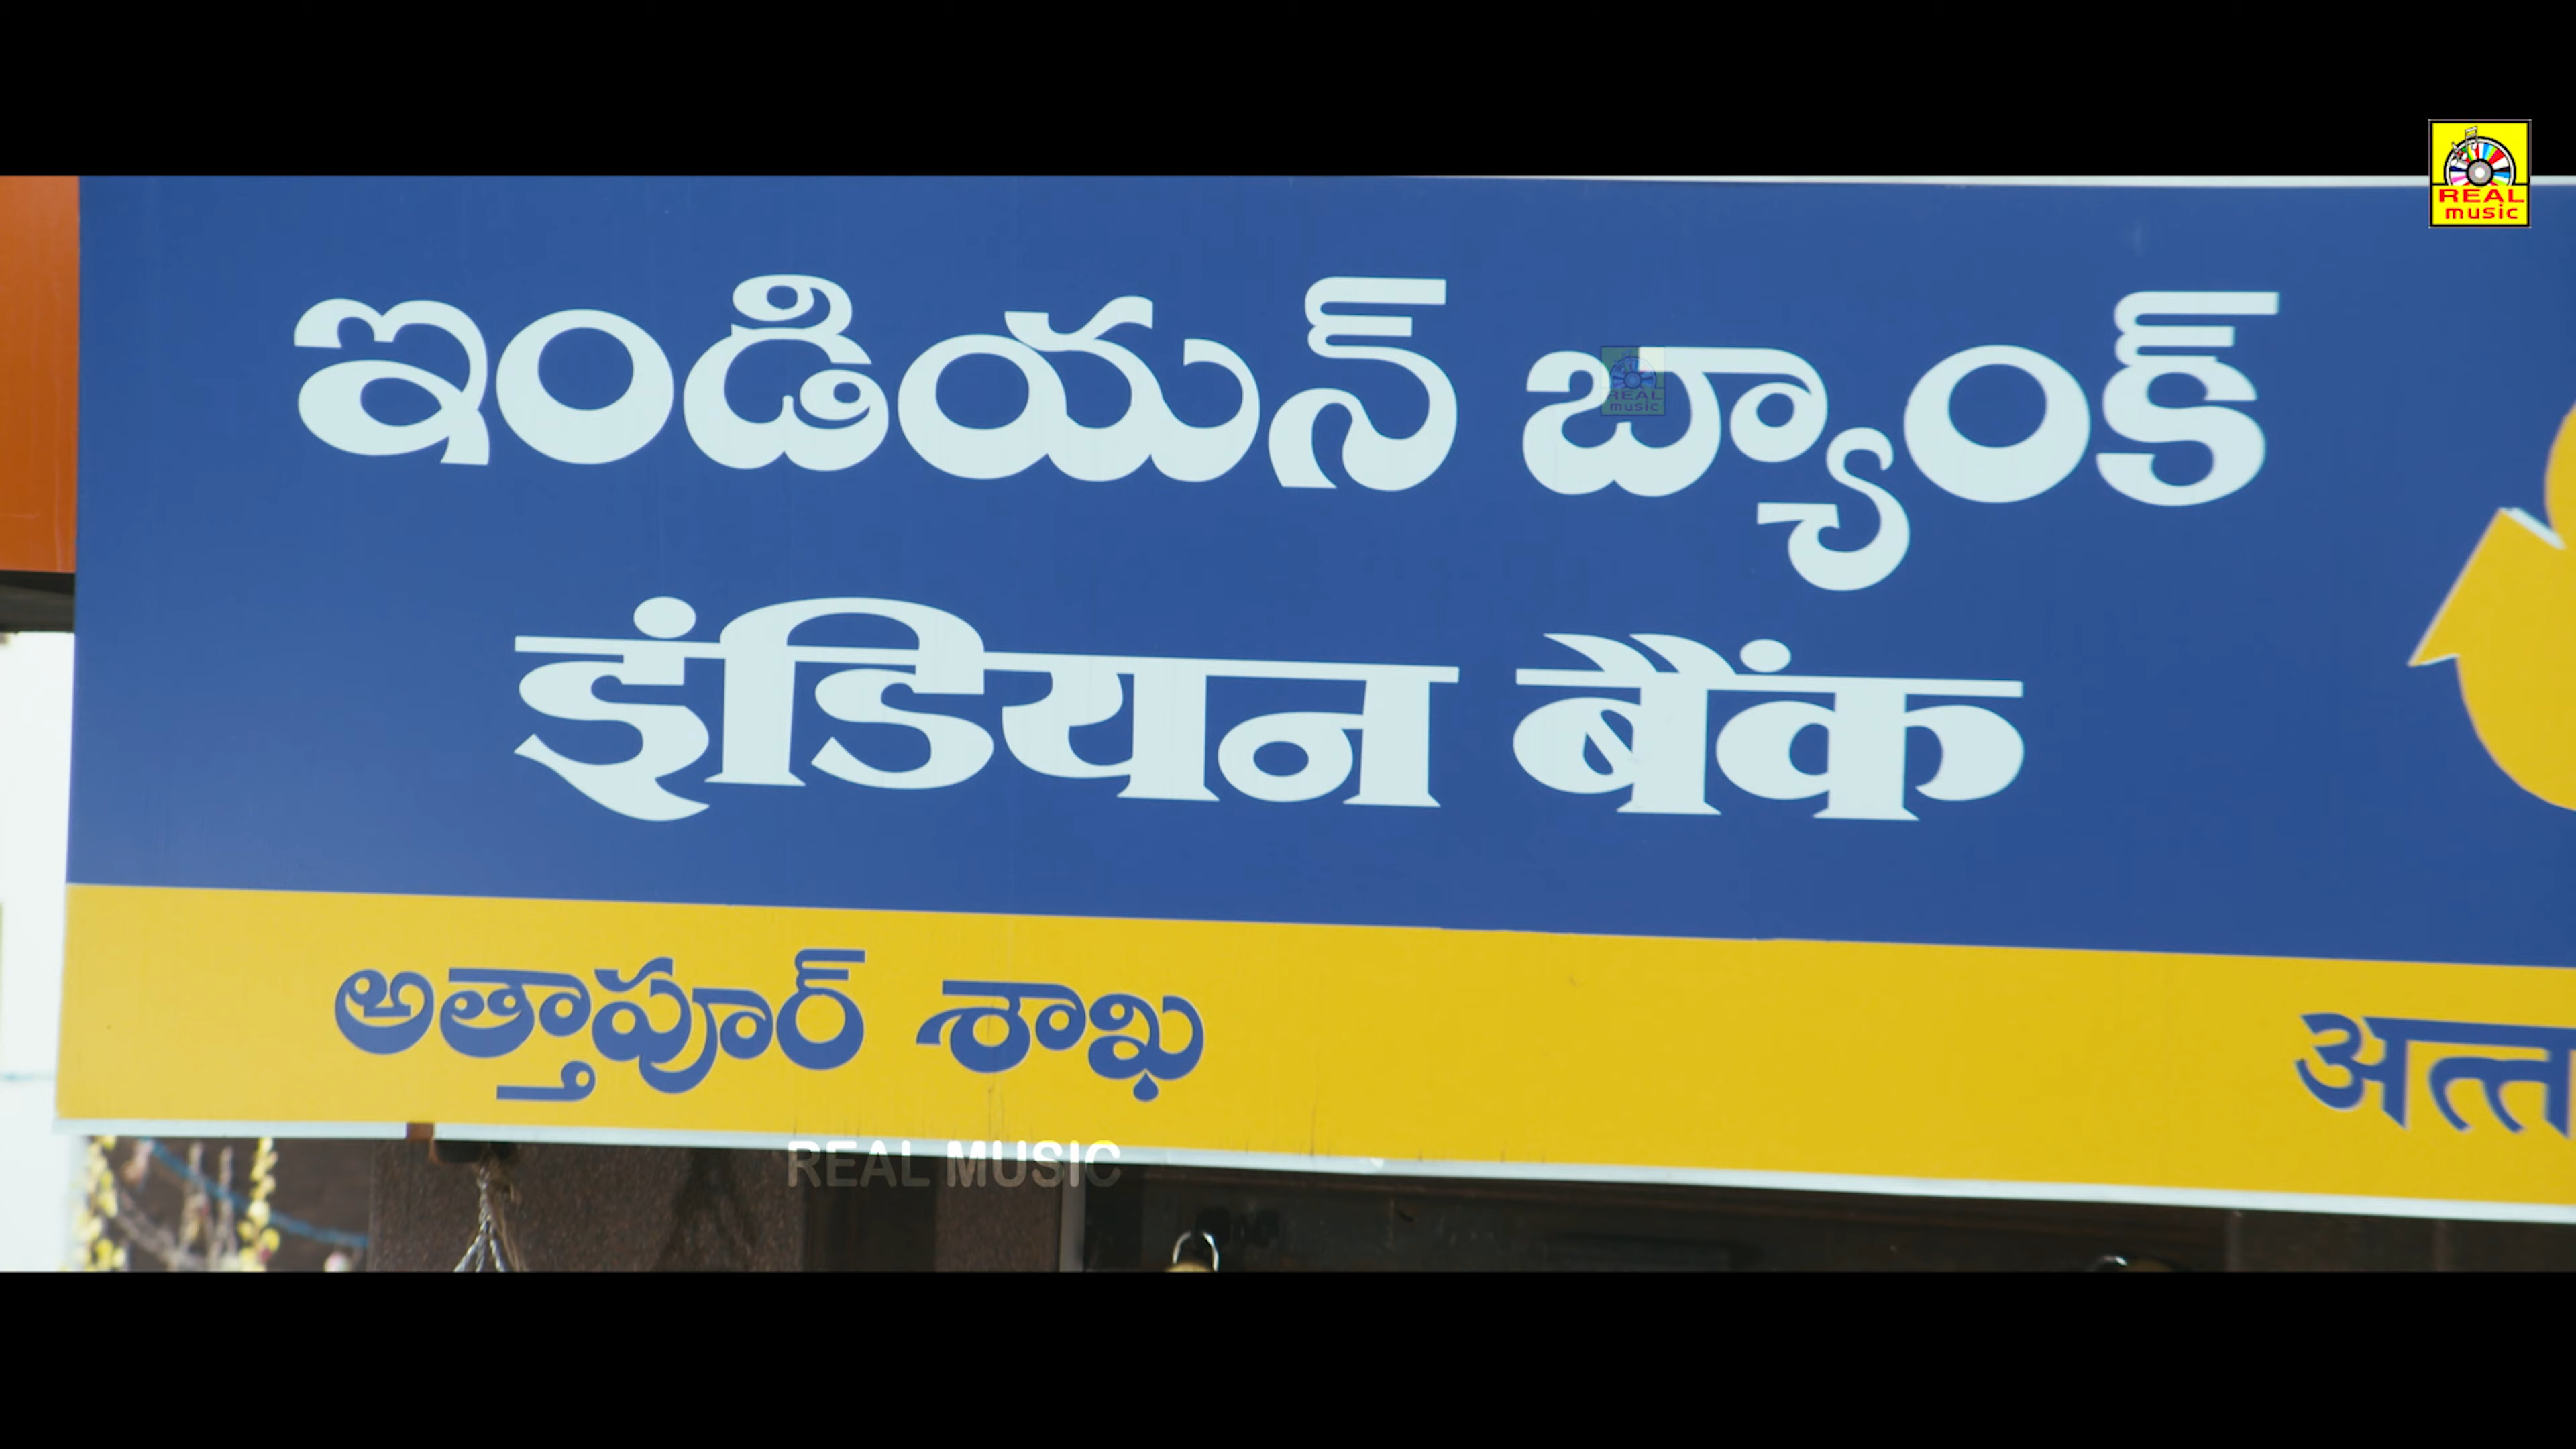 REAL
music
ఇండియన్ బ్యాంక్
इंडियन बैंक
అత్తాపూర్ శాఖ
REAL MUSIC